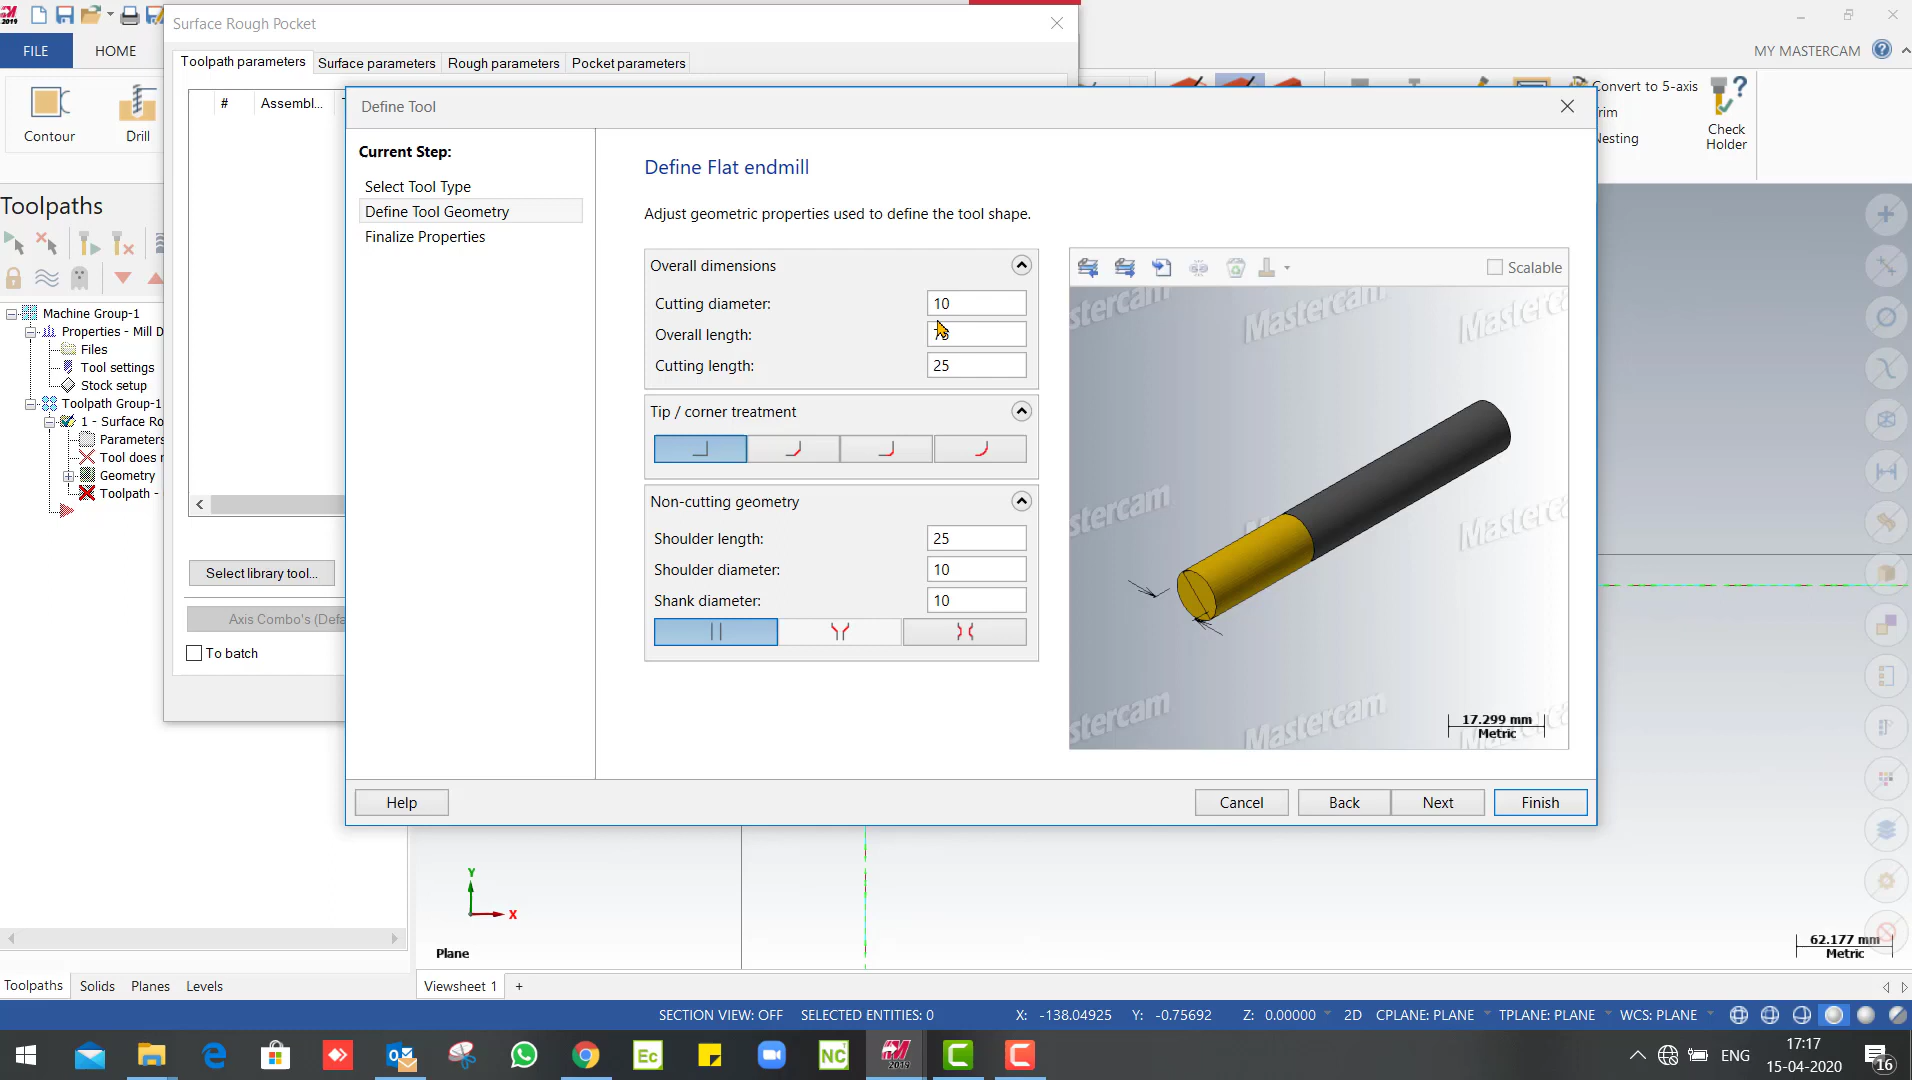 2019
Surface Rough Pocket
FILE
HOME
MY MASTERCAM
Toolpath parameters
Surface parameters
Rough parameters
Pocket parameters
Contour
Drill
#
Assembl...
Define Tool
Convert to 5-axis
Nesting
Check
Holder
Current Step:
Select Tool Type
Define Tool Geometry
Finalize Properties
Define Flat endmill
Adjust geometric properties used to define the tool shape.
Overall dimensions
Cutting diameter:
10
Overall length:
Cutting length:
25
Tip / corner treatment
Non-cutting geometry
Shoulder length:
25
Shoulder diameter:
10
Shank diameter:
10
Scalable
Mastercam
17.299 mm
Metric
Toolpaths
Machine Group-1
Properties - Mill D
Files
Tool settings
Stock setup
Toolpath Group-1
1 - Surface Ro
Parameters
Tool does r
Geometry
Toolpath -
Select library tool...
Axis Combo's (Defa
To batch
Help
Cancel
Back
Next
Finish
Y
X
Plane
62.177 mm
Metric
Toolpaths
Solids
Planes
Levels
Viewsheet 1
+
SECTION VIEW: OFF
SELECTED ENTITIES: 0
X: -138.04925
Y: -0.75692
Z: 0.00000
2D
CPLANE: PLANE
TPLANE: PLANE
WCS: PLANE
Ec
NC
2019
ENG
17:17
15-04-2020
16